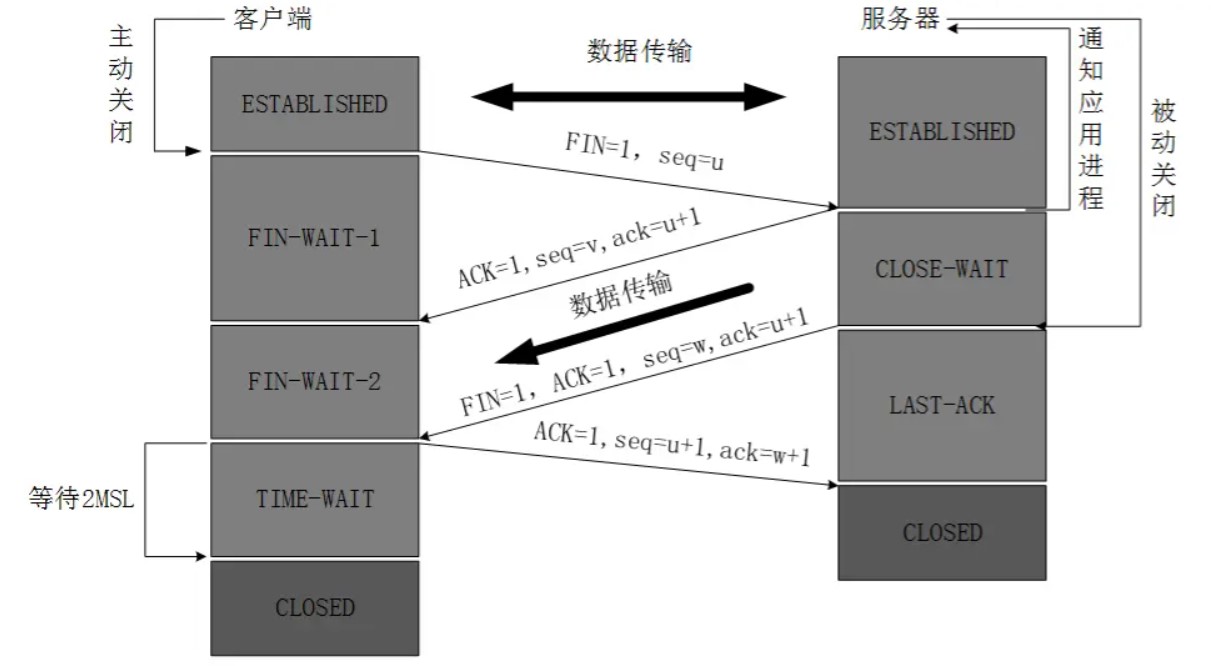 客户端
服务器
主动关闭
数据传输
通知应用进程
被动关闭
ESTABLISHED
ESTABLISHED
FIN=1, seq=u
FIN-WAIT-1
ACK=1,seq=v,ack=u+1
CLOSE-WAIT
数据传输
FIN-WAIT-2
FIN=1, ACK=1, seq=w,ack=u+1
LAST-ACK
ACK=1,seq=u+1,ack=w+1
等待2MSL
TIME-WAIT
CLOSED
CLOSED